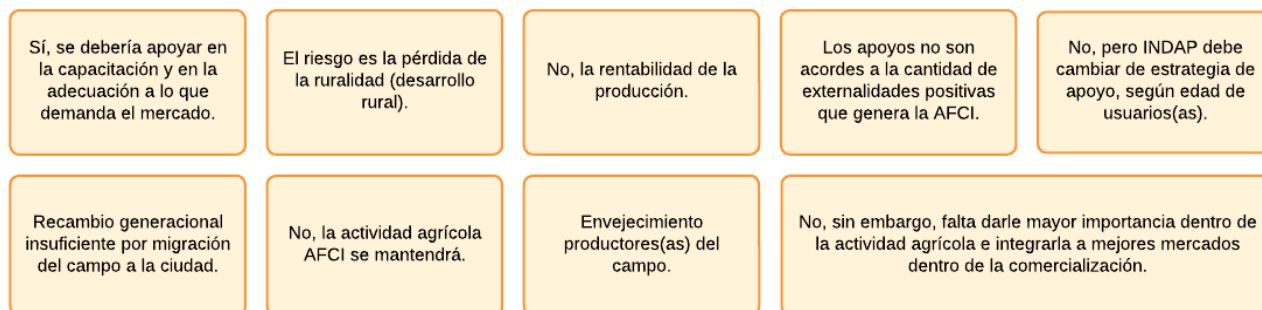 Sí, se debería apoyar en
la capacitación y en la
adecuación a lo que
demanda el mercado.
El riesgo es la pérdida de
la ruralidad (desarrollo
rural).
No, la rentabilidad de la
producción.
Los apoyos no son
acordes a la cantidad de
externalidades positivas
que genera la AFCI.
No, pero INDAP debe
cambiar de estrategia de
apoyo, según edad de
usuarios(as).
Recambio generacional
insuficiente por migración
del campo a la ciudad.
No, la actividad agrícola
AFCI se mantendrá.
Envejecimiento
productores(as) del
campo.
No, sin embargo, falta darle mayor importancia dentro de
la actividad agrícola e integrarla a mejores mercados
dentro de la comercialización.